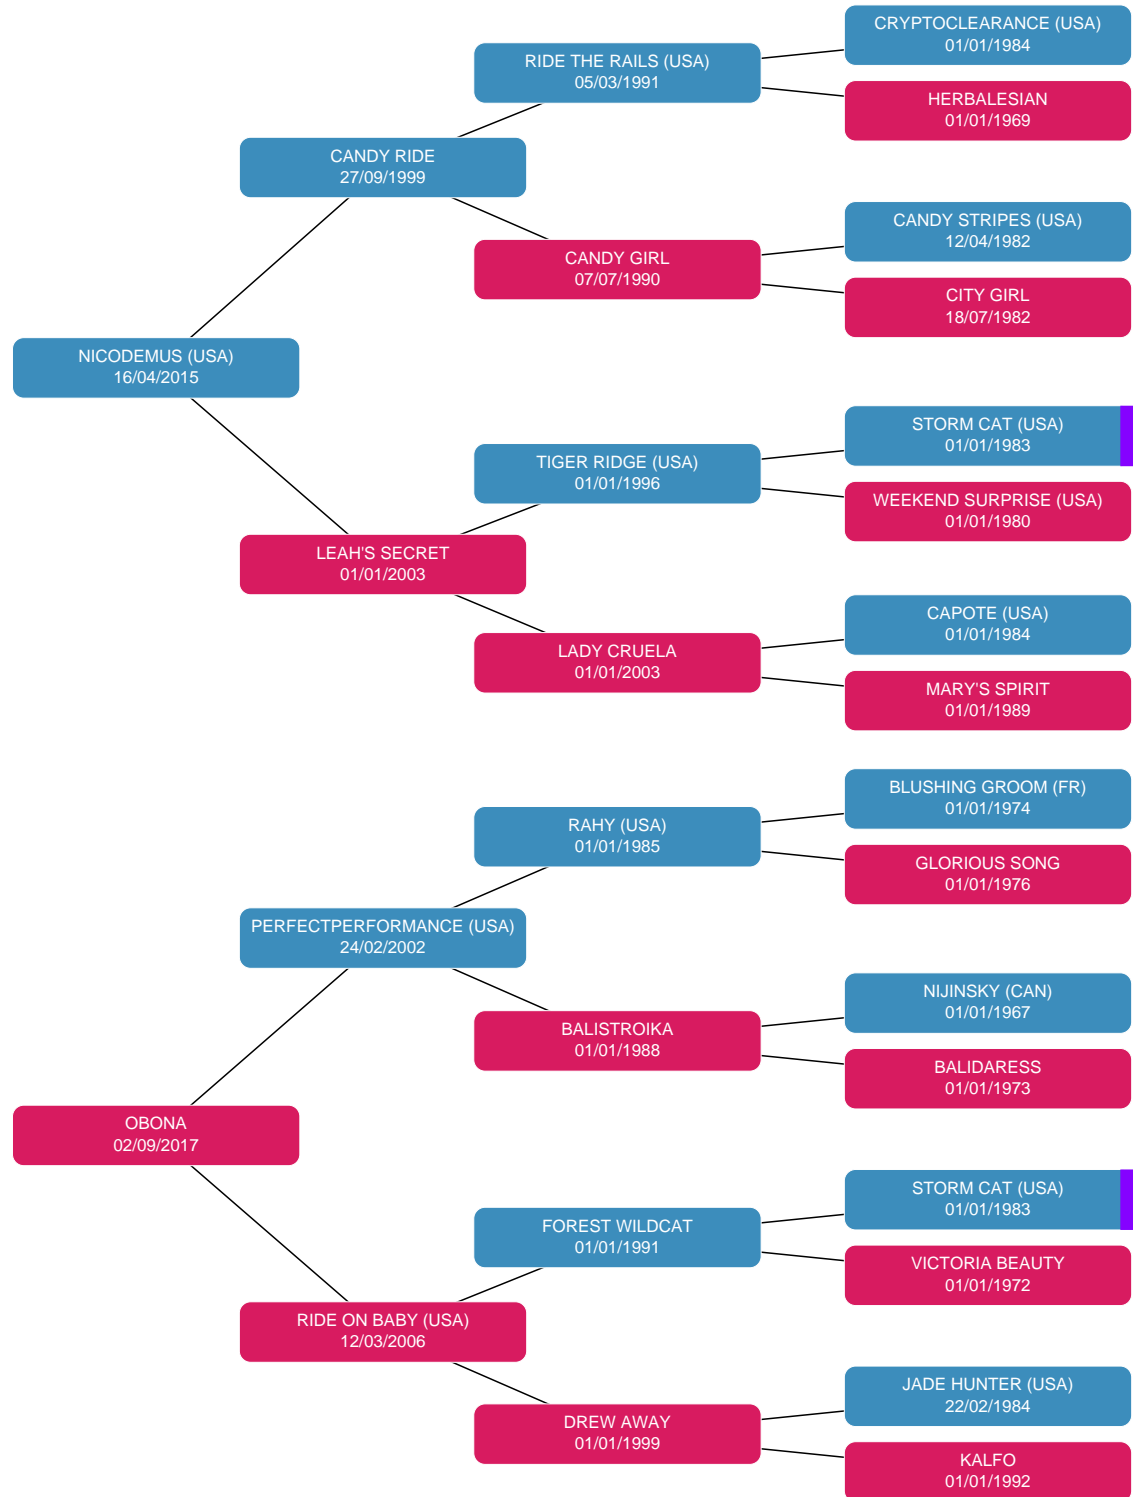 CRYPTOCLEARANCE (USA)
01/01/1984
RIDE THE RAILS (USA)
05/03/1991
HERBALESIAN
01/01/1969
CANDY RIDE
27/09/1999
CANDY STRIPES (USA)
12/04/1982
CANDY GIRL
07/07/1990
CITY GIRL
18/07/1982
NICODEMUS (USA)
16/04/2015
STORM CAT (USA)
01/01/1983
TIGER RIDGE (USA)
01/01/1996
WEEKEND SURPRISE (USA)
01/01/1980
LEAH'S SECRET
01/01/2003
CAPOTE (USA)
01/01/1984
LADY CRUELA
01/01/2003
MARY'S SPIRIT
01/01/1989
BLUSHING GROOM (FR)
01/01/1974
RAHY (USA)
01/01/1985
GLORIOUS SONG
01/01/1976
PERFECTPERFORMANCE (USA)
24/02/2002
NIJINSKY (CAN)
01/01/1967
BALISTROIKA
01/01/1988
BALIDARESS
01/01/1973
OBONA
02/09/2017
STORM CAT (USA)
01/01/1983
FOREST WILDCAT
01/01/1991
VICTORIA BEAUTY
01/01/1972
RIDE ON BABY (USA)
12/03/2006
JADE HUNTER (USA)
22/02/1984
DREW AWAY
01/01/1999
KALFO
01/01/1992